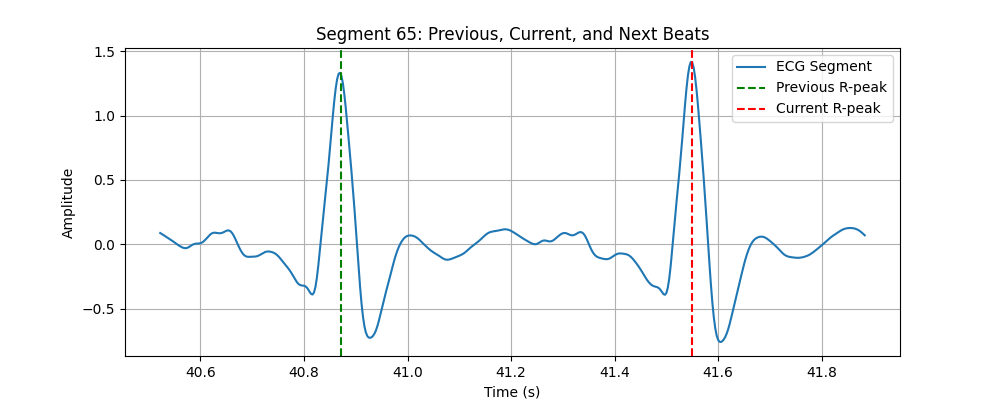 Segment 65: Previous, Current, and Next Beats
ECG Segment
Previous R-peak
Current R-peak
Amplitude
1.5
1.0
0.5
0.0
−0.5
40.6 40.8 41.0 41.2 41.4 41.6 41.8
Time (s)